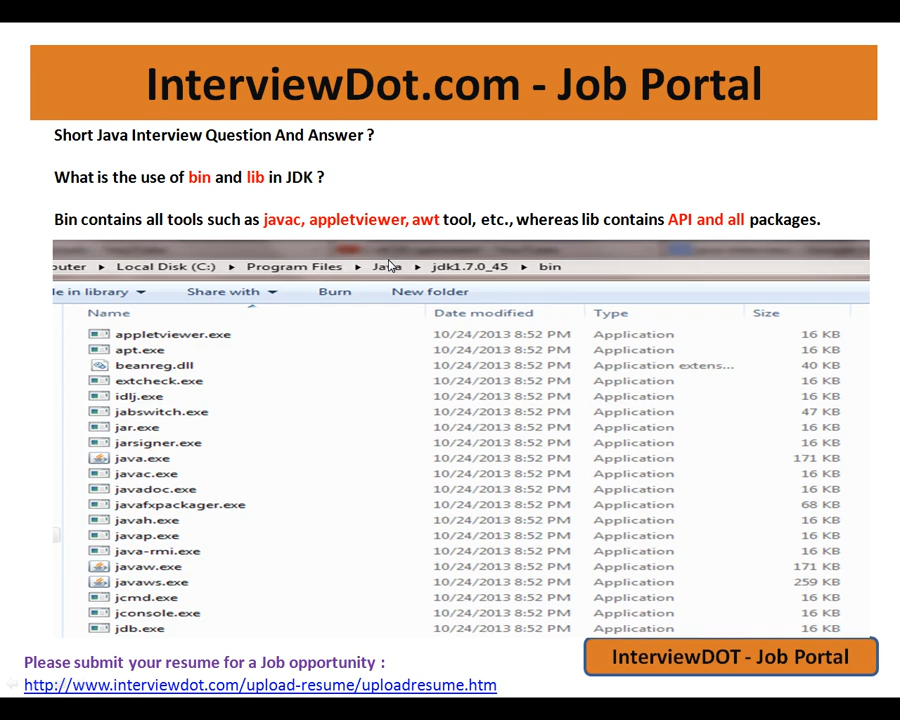 InterviewDot.com - Job Portal
Short Java Interview Question And Answer ?
What is the use of bin and lib in JDK ?
Bin contains all tools such as javac, appletviewer, awt tool, etc., whereas lib contains API and all packages.
outer ▸ Local Disk (C:) ▸ Program Files ▸ Java ▸ jdk1.7.0_45 ▸ bin
le in library Share with Burn New folder
Name Date modified Type Size
appletviewer.exe 10/24/2013 8:52 PM Application 16 KB
apt.exe 10/24/2013 8:52 PM Application 16 KB
beanreg.dll 10/24/2013 8:52 PM Application extens... 40 KB
extcheck.exe 10/24/2013 8:52 PM Application 16 KB
idlj.exe 10/24/2013 8:52 PM Application 16 KB
jabswitch.exe 10/24/2013 8:52 PM Application 47 KB
jar.exe 10/24/2013 8:52 PM Application 16 KB
jarsigner.exe 10/24/2013 8:52 PM Application 16 KB
java.exe 10/24/2013 8:52 PM Application 171 KB
javac.exe 10/24/2013 8:52 PM Application 16 KB
javadoc.exe 10/24/2013 8:52 PM Application 16 KB
javafxpackager.exe 10/24/2013 8:52 PM Application 68 KB
javah.exe 10/24/2013 8:52 PM Application 16 KB
javap.exe 10/24/2013 8:52 PM Application 16 KB
java-rmi.exe 10/24/2013 8:52 PM Application 16 KB
javaw.exe 10/24/2013 8:52 PM Application 171 KB
javaws.exe 10/24/2013 8:52 PM Application 259 KB
jcmd.exe 10/24/2013 8:52 PM Application 16 KB
jconsole.exe 10/24/2013 8:52 PM Application 16 KB
jdb.exe 10/24/2013 8:52 PM Application 16 KB
InterviewDOT - Job Portal
Please submit your resume for a Job opportunity :
http://www.interviewdot.com/upload-resume/uploadresume.htm